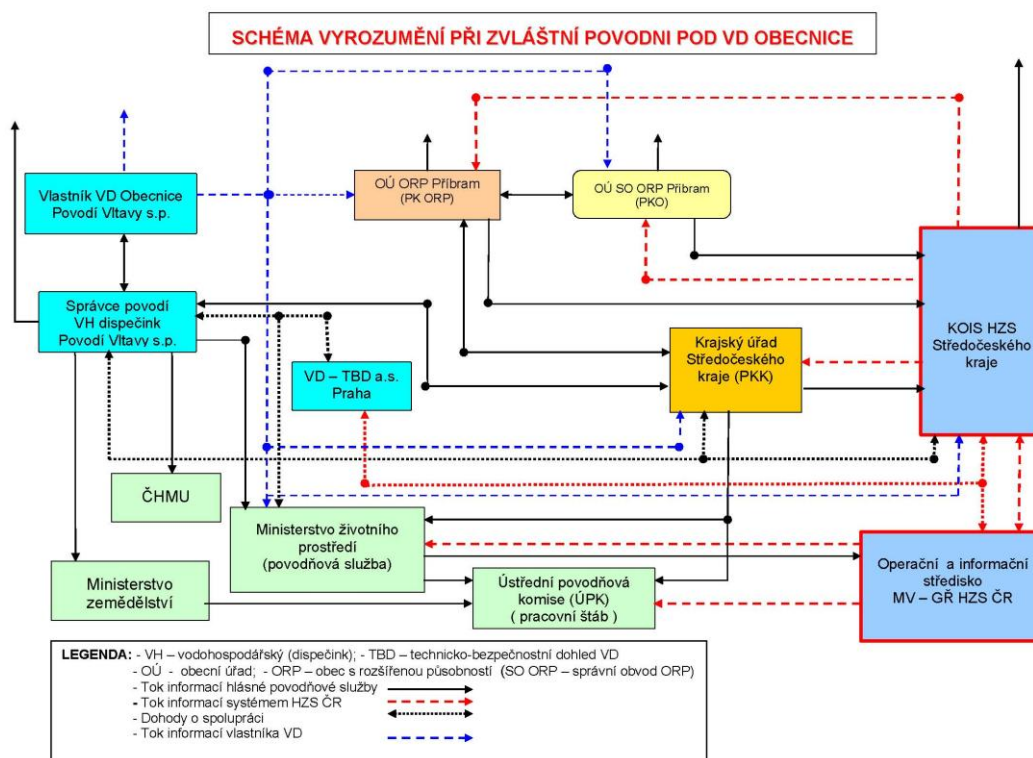 SCHÉMA VYROZUMĚNÍ PŘI ZVLÁŠTNÍ POVODNI POD VD OBECNICE
Vlastník VD Obecnice
Povodí Vltavy s.p.
OÚ ORP Příbram
(PK ORP)
OÚ SO ORP Příbram
(PKO)
Správce povodí
VH dispečink
Povodí Vltavy s.p.
VD – TBD a.s.
Praha
Krajský úřad
Středočeského
kraje (PKK)
KOIS HZS
Středočeského
kraje
ČHMU
Ministerstvo životního
prostředí
(povodňová služba)
Ministerstvo
zemědělství
Ústřední povodňová
komise (ÚPK)
( pracovní štáb )
Operační a informační
středisko
MV – GŘ HZS ČR
LEGENDA: - VH – vodohospodářský (dispečink); - TBD – technicko-bezpečnostní dohled VD
- OÚ - obecní úřad; - ORP – obec s rozšířenou působností (SO ORP – správní obvod ORP)
- Tok informací hlásné povodňové služby
- Tok informací systémem HZS ČR
- Dohody o spolupráci
- Tok informací vlastníka VD